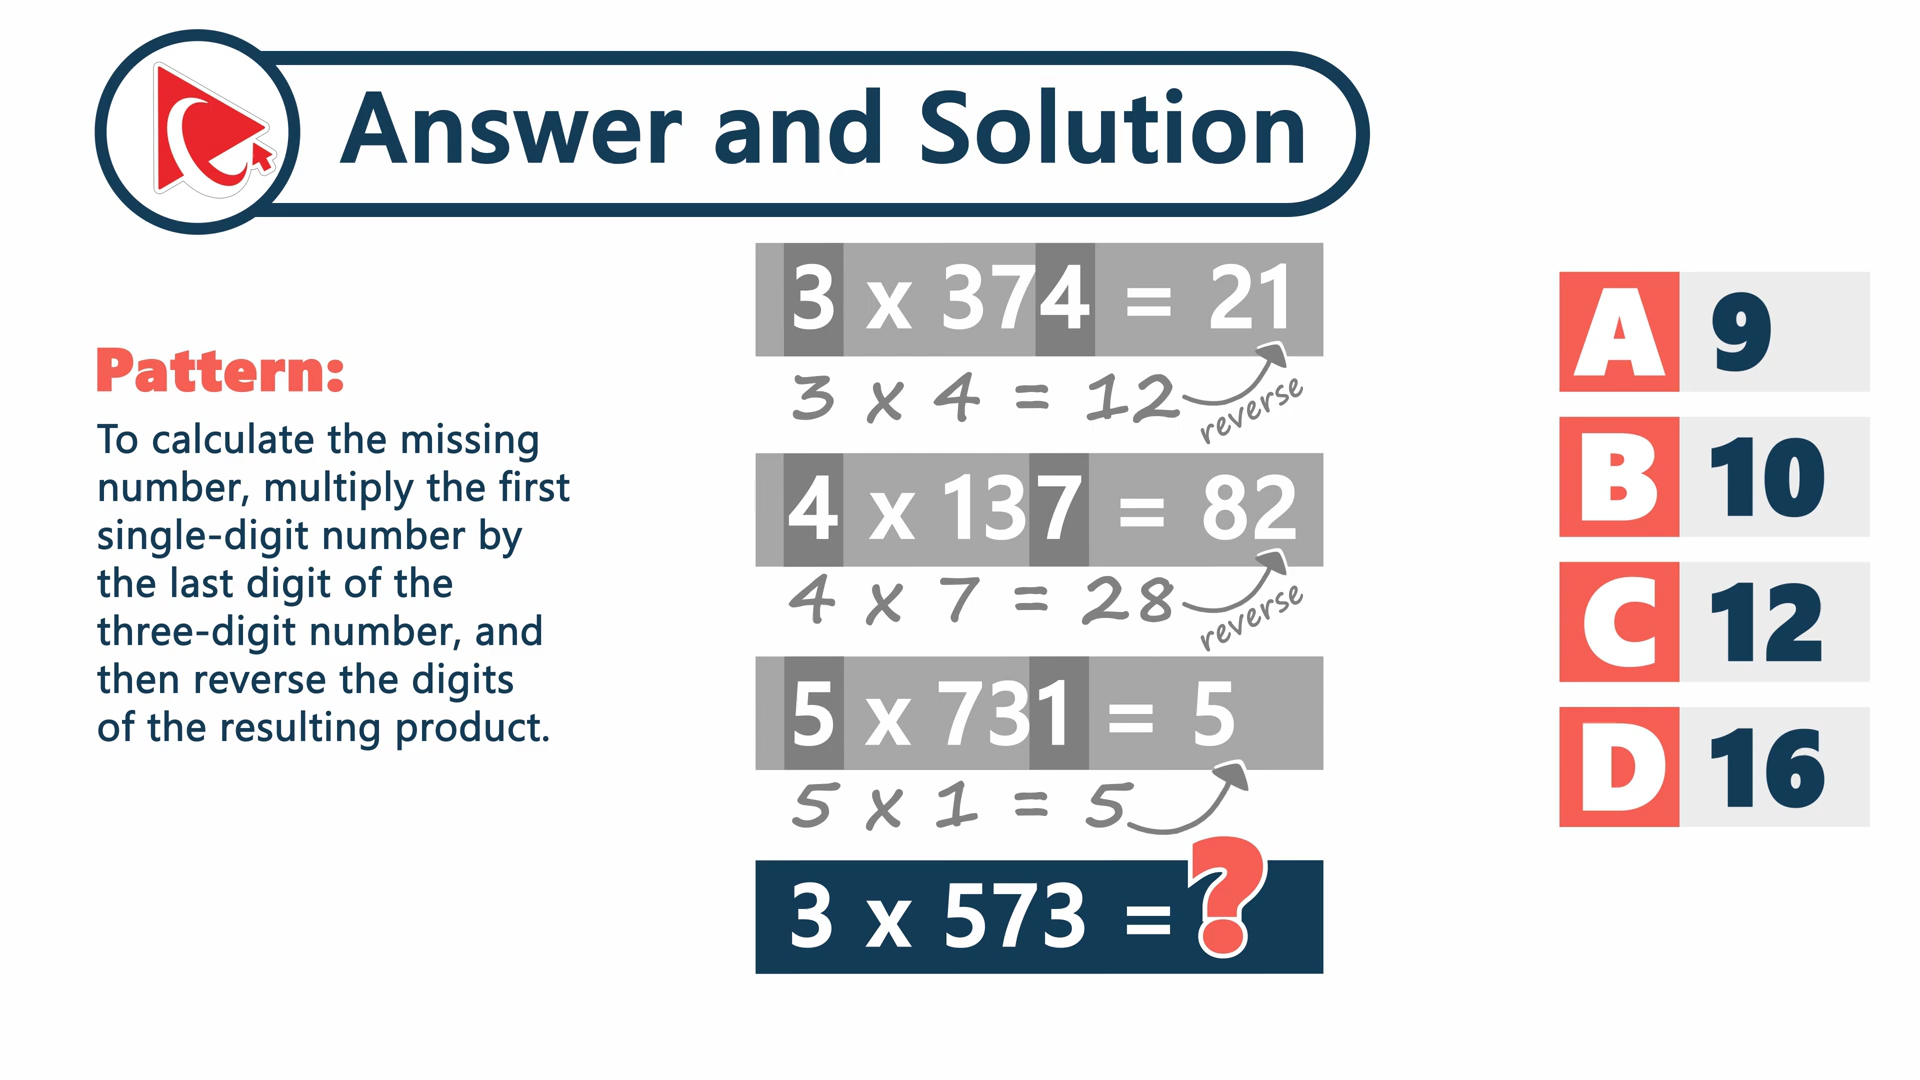 Answer and Solution
Pattern:
To calculate the missing
number, multiply the first
single-digit number by
the last digit of the
three-digit number, and
then reverse the digits
of the resulting product.
3 x 374 = 21
3 x 4 = 12
reverse
4 x 137 = 82
4 x 7 = 28
reverse
5 x 731 = 5
5 x 1 = 5
3 x 573 = ?
A 9
B 10
C 12
D 16